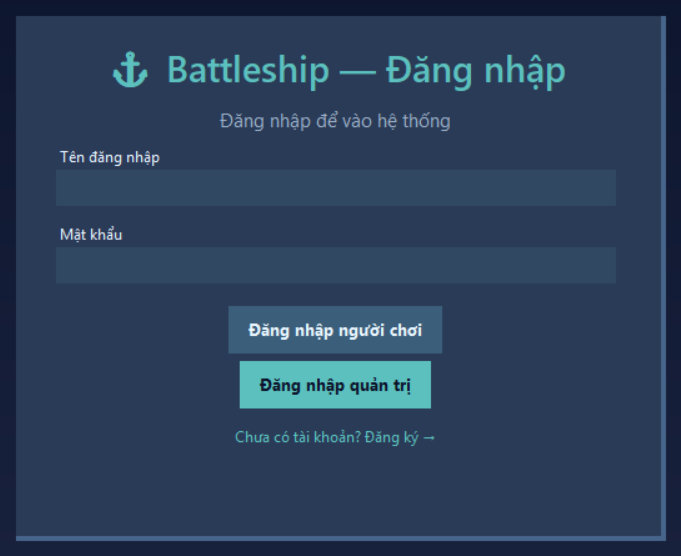 ⚓ Battleship — Đăng nhập
Đăng nhập để vào hệ thống
Tên đăng nhập
Mật khẩu
Đăng nhập người chơi
Đăng nhập quản trị
Chưa có tài khoản? Đăng ký →